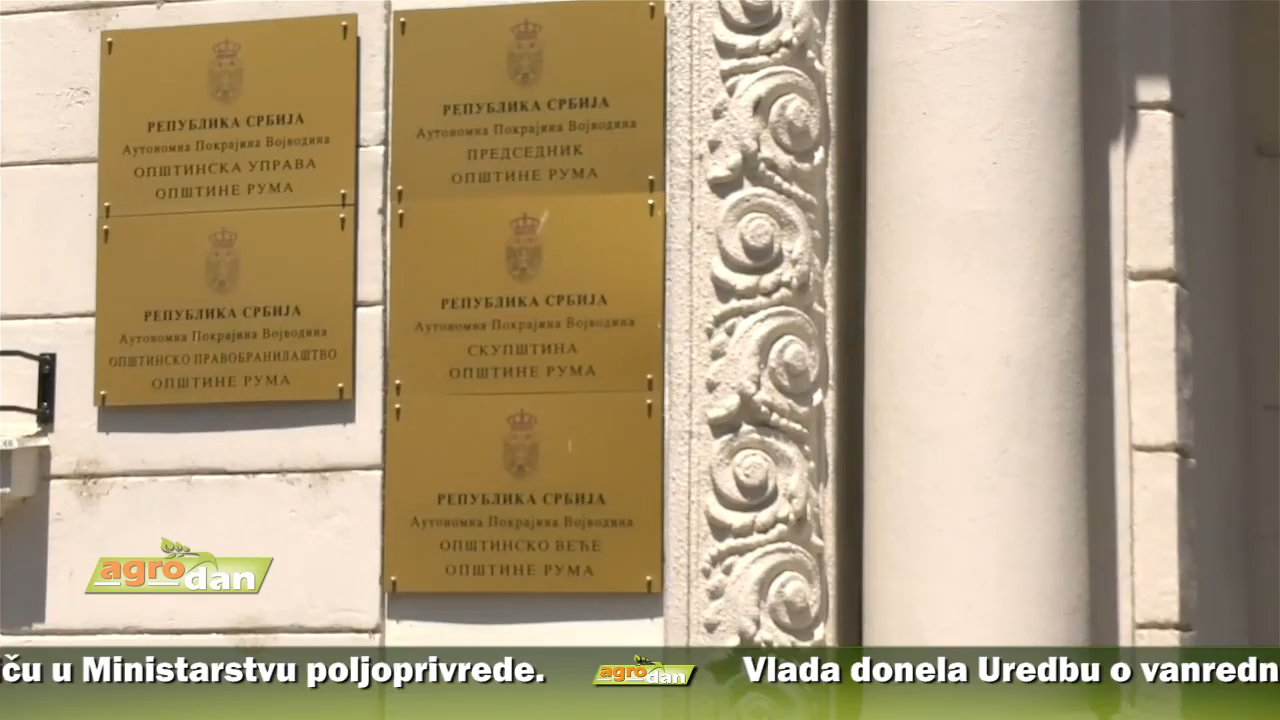 РЕПУБЛИКА СРБИЈА
Аутономна Покрајина Војводина
ОПШТИНСКА УПРАВА
ОПШТИНЕ РУМА
РЕПУБЛИКА СРБИЈА
Аутономна Покрајина Војводина
ОПШТИНСКО ПРАВОБРАНИЛАШТВО
ОПШТИНЕ РУМА
РЕПУБЛИКА СРБИЈА
Аутономна Покрајина Војводина
ПРЕДСЕДНИК
ОПШТИНЕ РУМА
РЕПУБЛИКА СРБИЈА
Аутономна Покрајина Војводина
СКУПШТИНА
ОПШТИНЕ РУМА
РЕПУБЛИКА СРБИЈА
Аутономна Покрајина Војводина
ОПШТИНСКО ВЕЋЕ
ОПШТИНЕ РУМА
agro
dan
ču u Ministarstvu poljoprivrede. agro dan Vlada donela Uredbu o vanredn